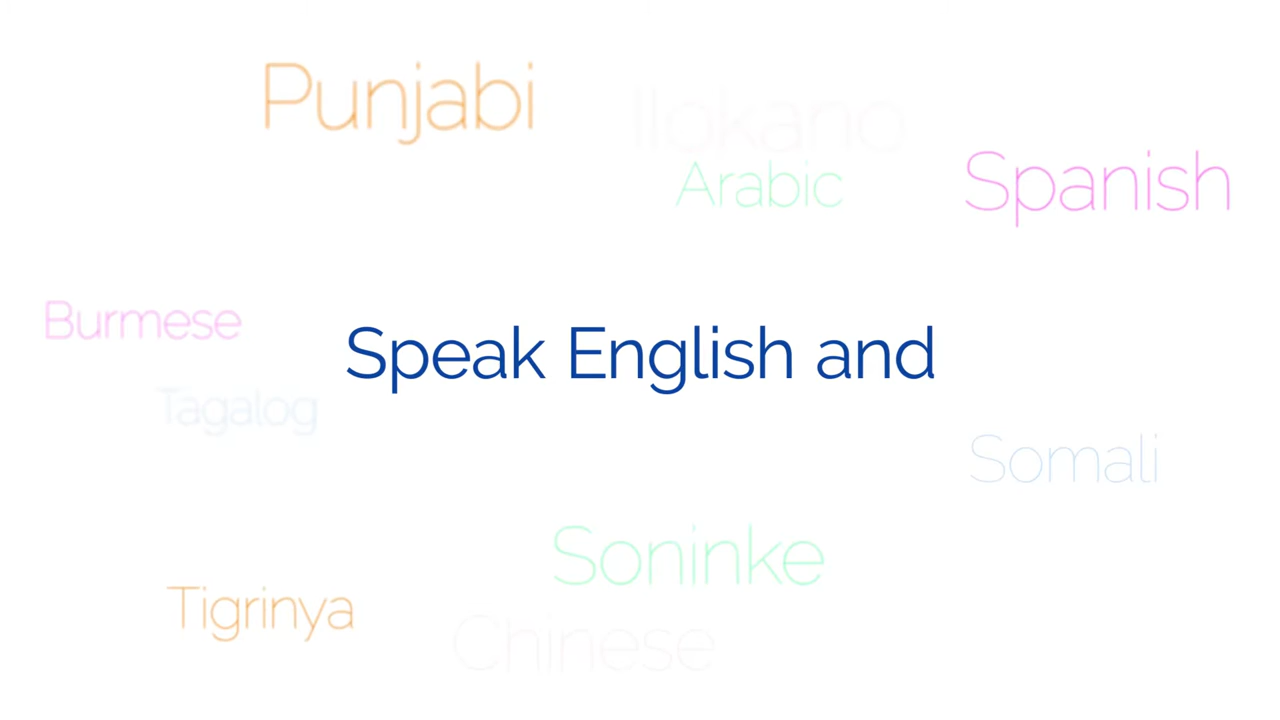 Punjabi
Ilokano
Arabic
Spanish
Burmese
Speak English and
Tagalog
Somali
Soninke
Tigrinya
Chinese